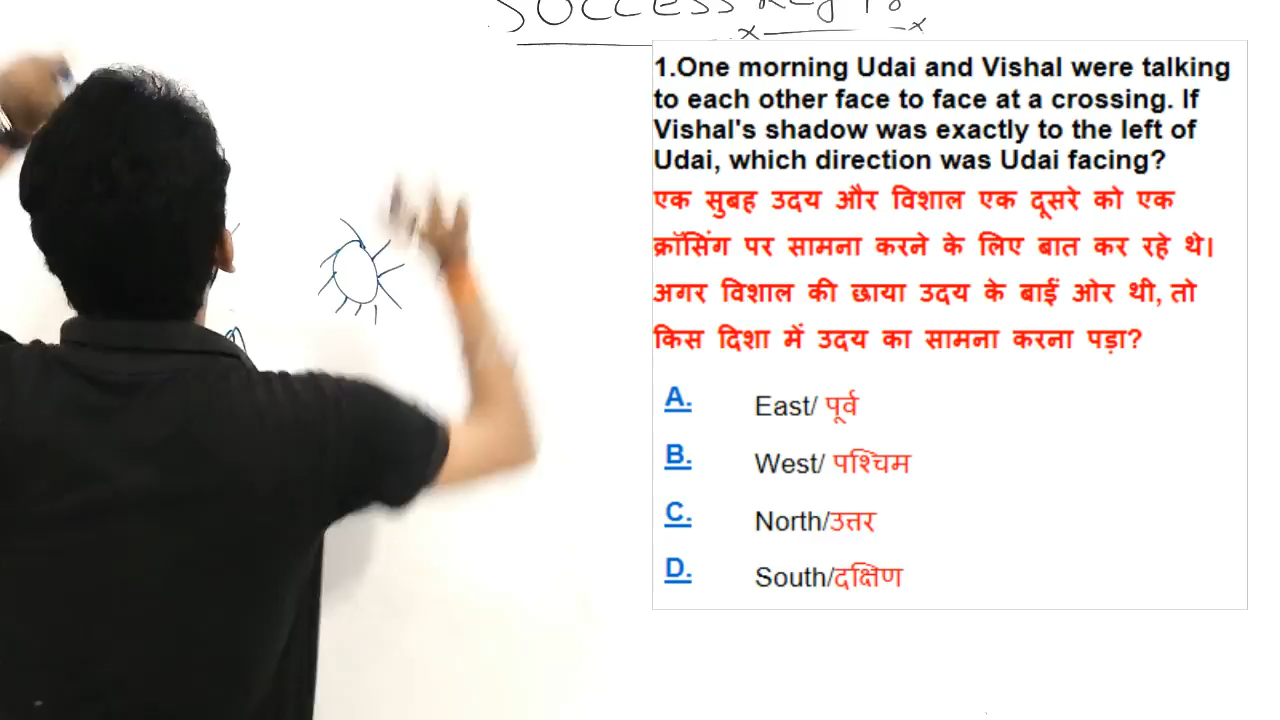 SUCCESS Key To
1.One morning Udai and Vishal were talking
to each other face to face at a crossing. If
Vishal's shadow was exactly to the left of
Udai, which direction was Udai facing?
एक सुबह उदय और विशाल एक दूसरे को एक
क्रॉसिंग पर सामना करने के लिए बात कर रहे थे।
अगर विशाल की छाया उदय के बाईं ओर थी, तो
किस दिशा में उदय का सामना करना पड़ा?
A. East/ पूर्व
B. West/ पश्चिम
C. North/उत्तर
D. South/दक्षिण